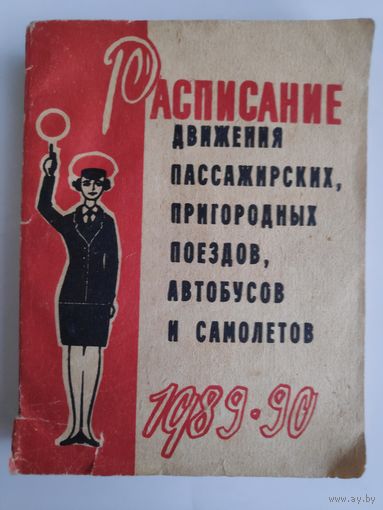 РАСПИСАНИЕ
ДВИЖЕНИЯ
ПАССАЖИРСКИХ,
ПРИГОРОДНЫХ
ПОЕЗДОВ,
АВТОБУСОВ
И САМОЛЕТОВ
1989·90
www.ay.by